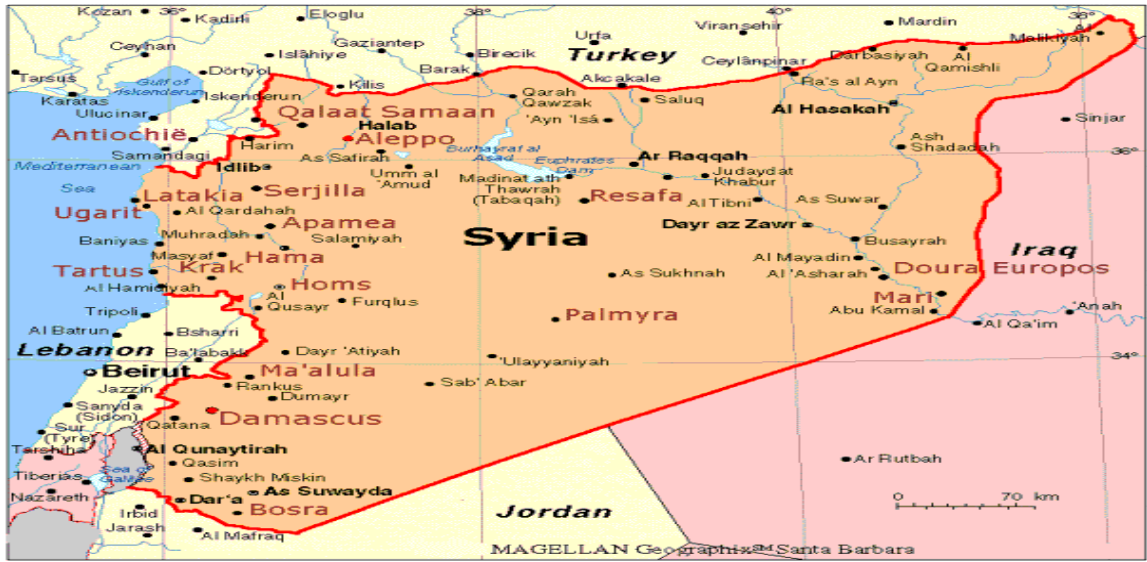 36
38
40
38
Kozan
Kadirli
Eloglu
Viranşehir
Mardin
Al
Malikiyah
Ceyhan
Islâhiye
Gaziantep
Birecik
Urfa
Turkey
Darbasiyah
Al
Qamishli
Tarsus
Dörtyol
Barak
Akcakale
Ceylânpinar
Ra's al Ayn
Gulf of
Iskenderun
Karatas
Iskenderun
Kilis
Qarah
Qawzak
Saluq
Al Hasakah
Ulucinar
Qalaat Samaan
'Ayn 'Isá
Sinjar
Antiochië
Halab
Aleppo
Harim
Ash
Shadadah
Samandagi
As Safirah
Burhayraf al
Asad
Euphrates
Dam
Ar Raqqah
36°
Mediterranean
Sea
Idlib
Umm al
'Amud
Madinat ath
Thawrah
(Tabaqah)
Judaydat
Khabur
Latakia
Serjilla
Resafa
Al Tibni
As Suwar
Ugarit
Al Qardahah
Apamea
Dayr az Zawr
Baniyas
Muhradah
Salamiyah
Syria
Busayrah
Iraq
Masyaf
Hama
Al Mayadin
Tartus
Krak
As Sukhnah
Al 'Asharah
Doura Europos
Al Hamidiyah
Homs
Mari
Al
Qusayr
Furqlus
Abu Kamal
'Anah
Tripoli
Palmyra
Al Qa'im
Al Batrun
Bsharri
Lebanon
Ba'labakk
Dayr 'Atiyah
'Ulayyaniyah
34°
Beirut
Ma'alula
Jazzin
Rankus
Sab' Abar
Dumayr
Sanyda
(Sidon)
Damascus
Qatana
Sur
(Tyre)
Tarshiha
Al Qunaytirah
Qasim
Ar Rutbah
Tiberias
Sea of
Galilee
Shaykh Miskin
Nazareth
As Suwayda
Dar'a
0 70 km
Irbid
Bosra
Jordan
Jarash
Al Mafraq
MAGELLAN Geographix℠ Santa Barbara